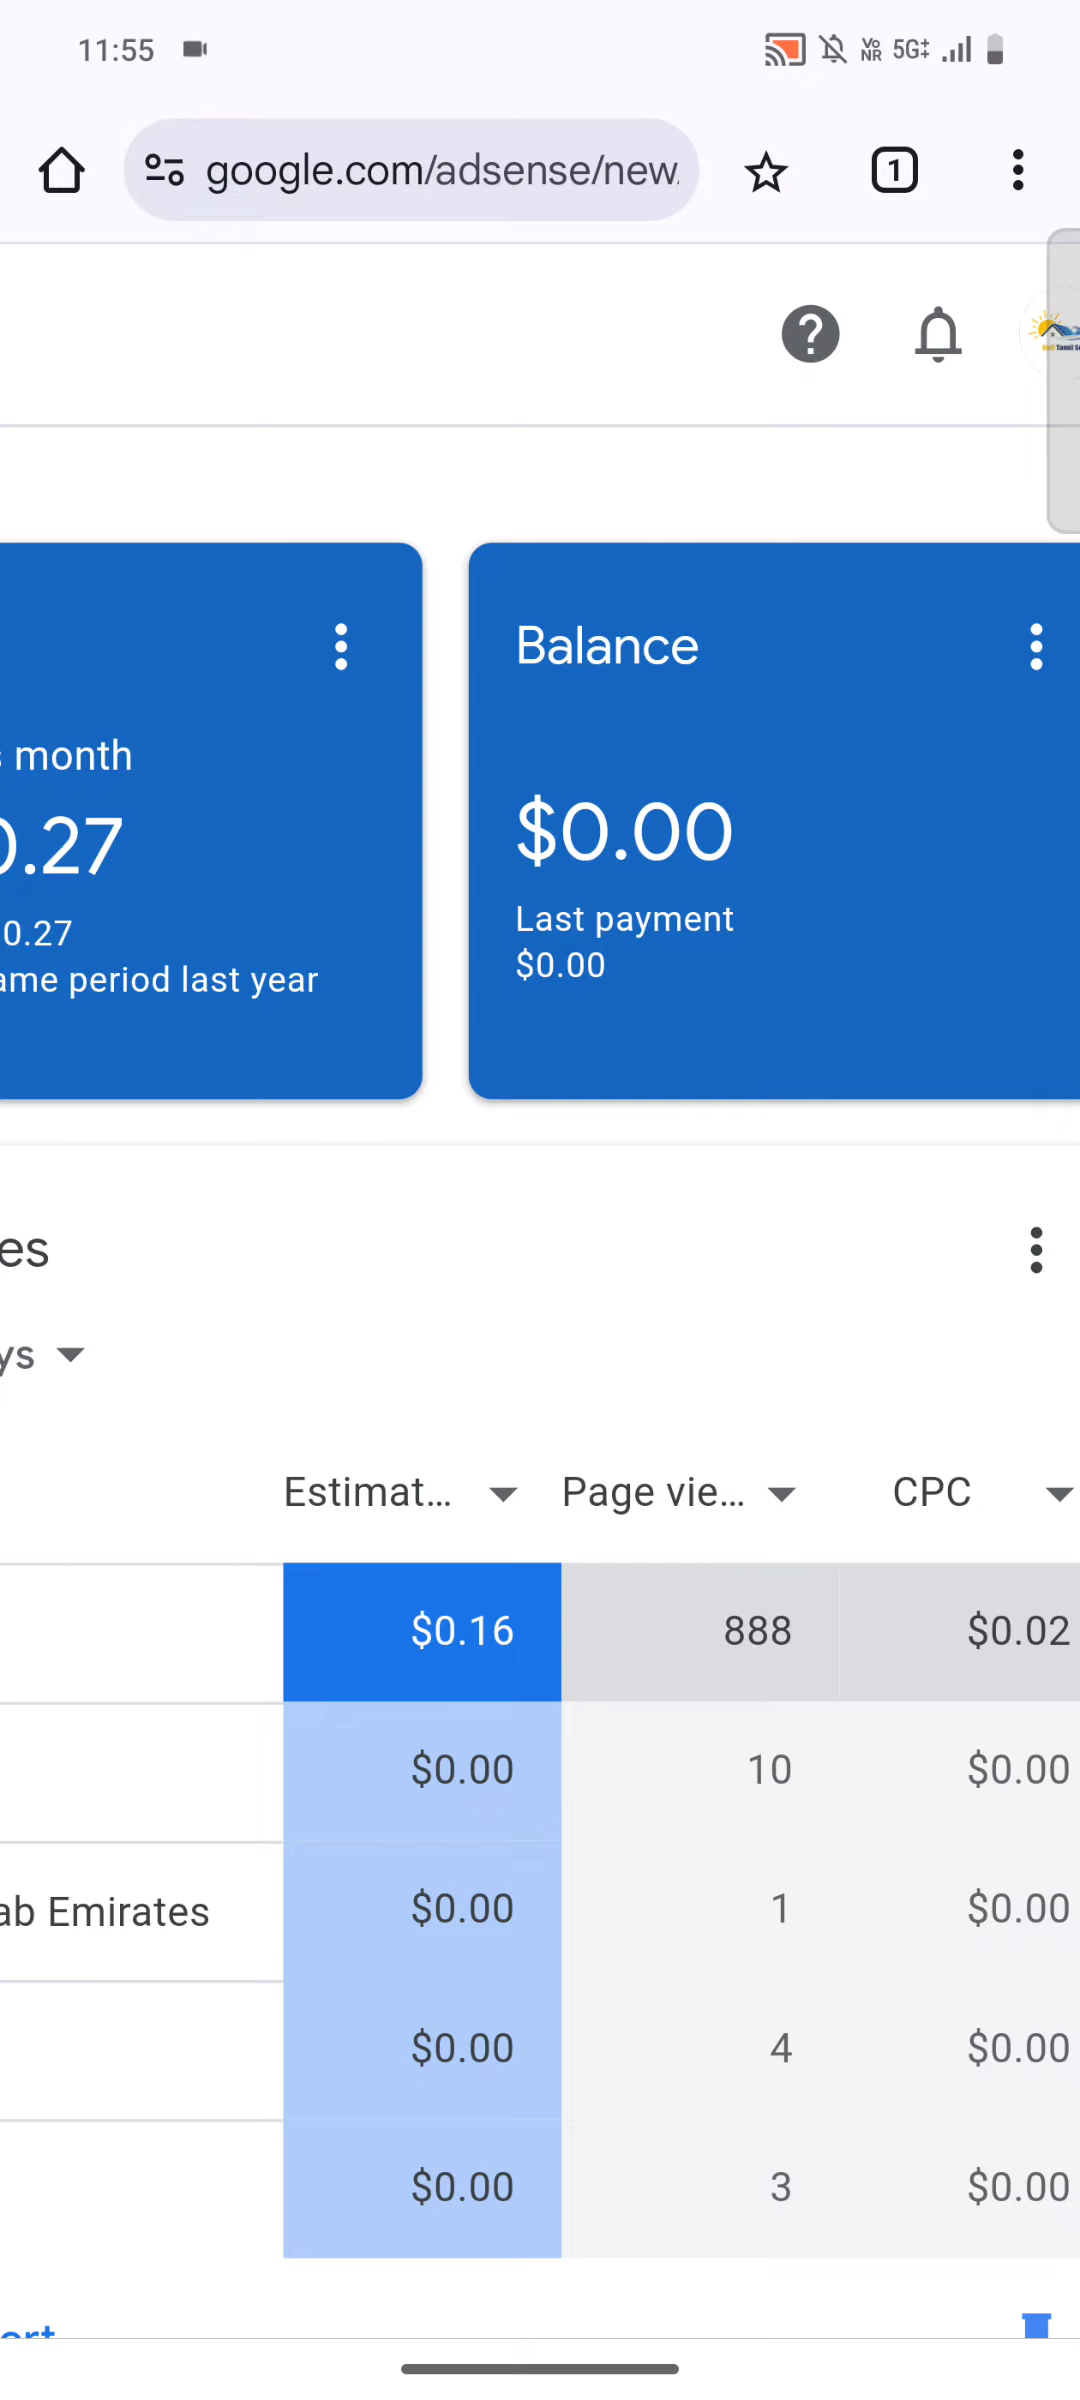 11:55
5G
google.com/adsense/new
1
Balance
month
0.27
$0.00
0.27
Last payment
ame period last year
$0.00
es
ys
Estimat... Page vie... CPC
$0.16 888 $0.02
$0.00 10 $0.00
ab Emirates $0.00 1 $0.00
$0.00 4 $0.00
$0.00 3 $0.00